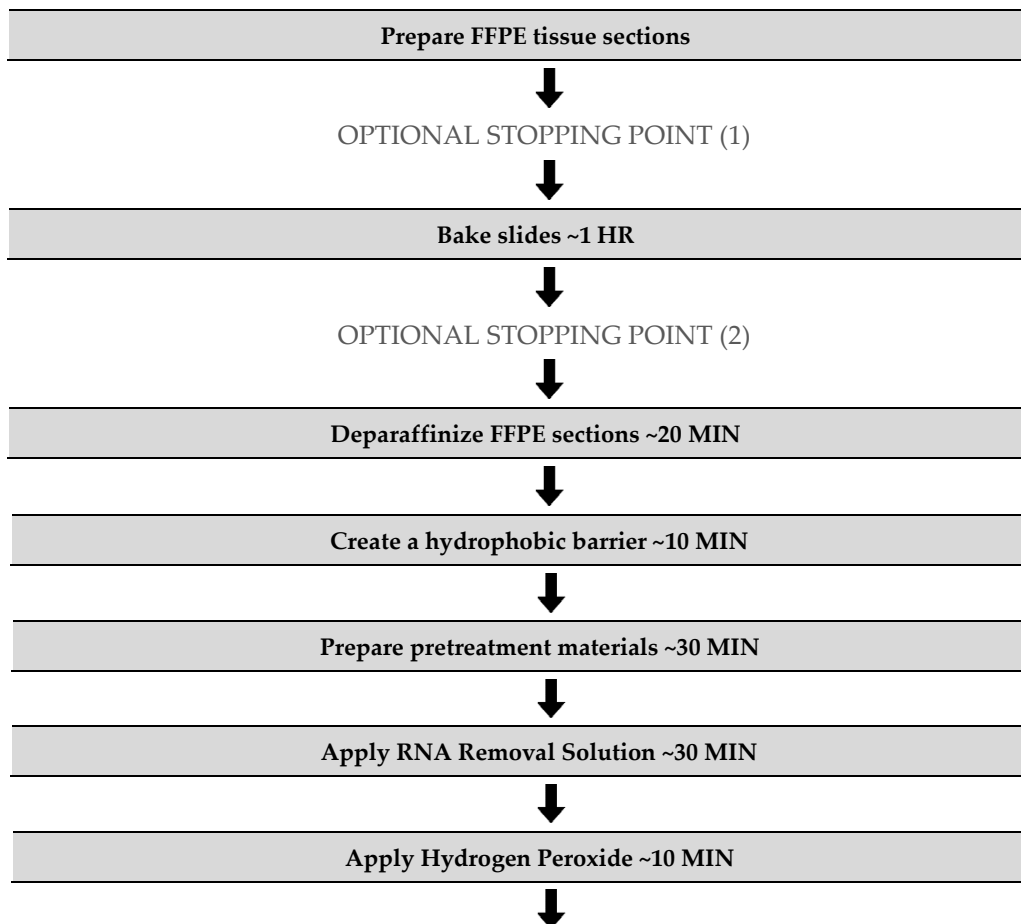 Prepare FFPE tissue sections
OPTIONAL STOPPING POINT (1)
Bake slides ~1 HR
OPTIONAL STOPPING POINT (2)
Deparaffinize FFPE sections ~20 MIN
Create a hydrophobic barrier ~10 MIN
Prepare pretreatment materials ~30 MIN
Apply RNA Removal Solution ~30 MIN
Apply Hydrogen Peroxide ~10 MIN